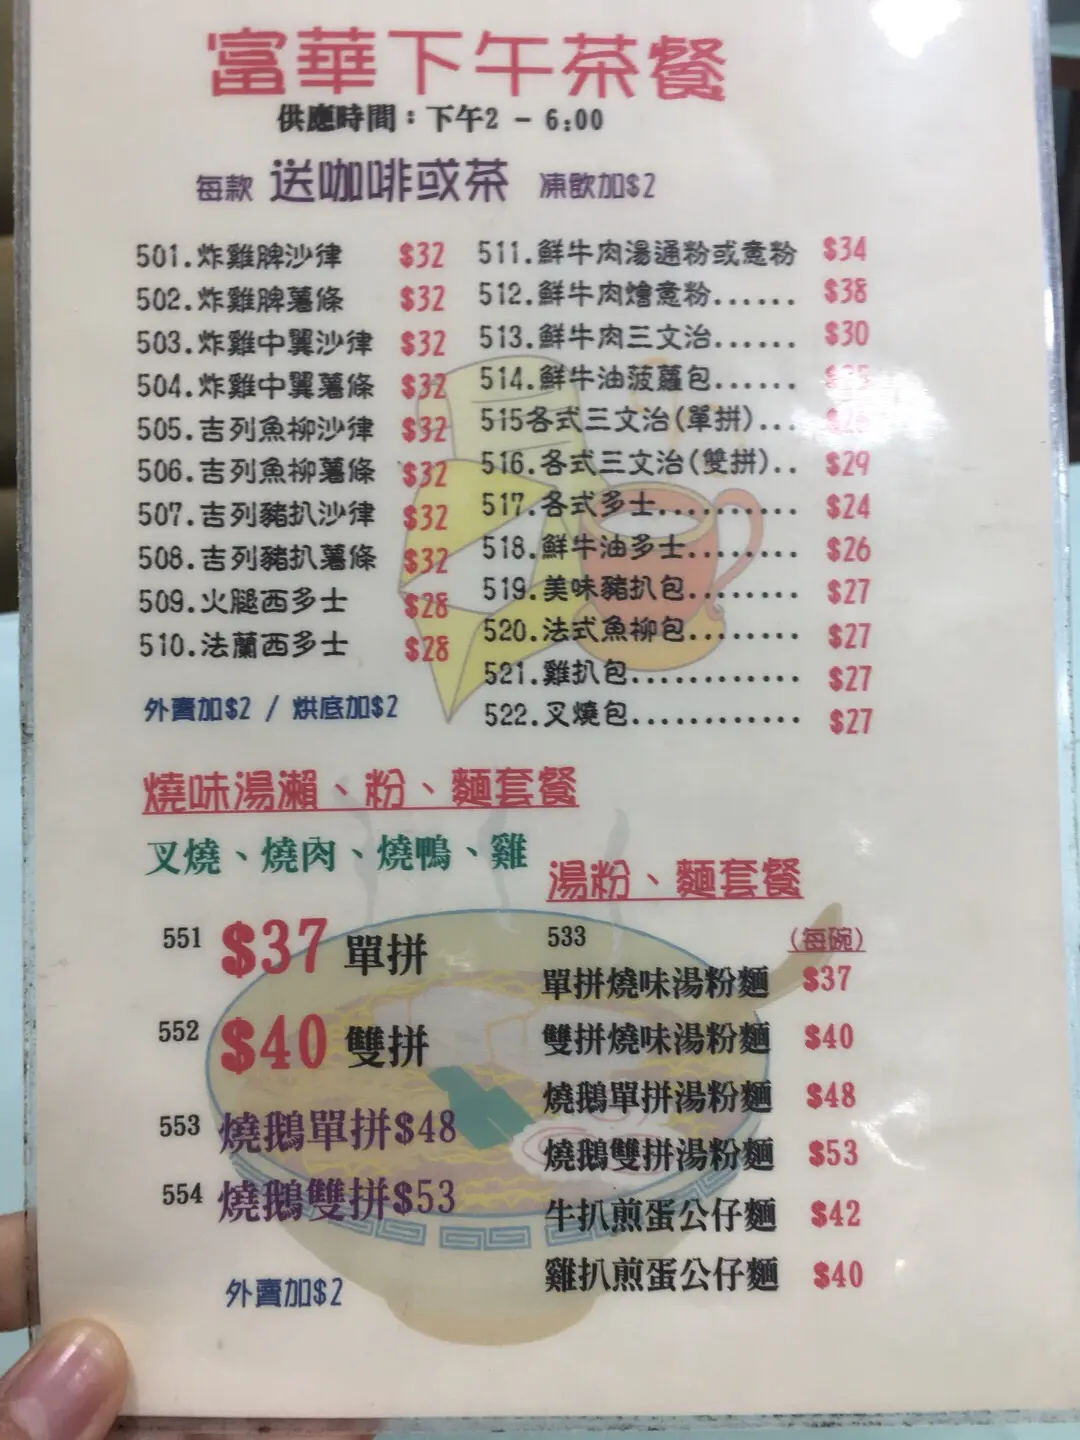 富華下午茶餐
供應時間：下午2 - 6:00
每款 送咖啡或茶 凍飲加$2
501.炸雞脾沙律 $32
502.炸雞脾薯條 $32
503.炸雞中翼沙律 $32
504.炸雞中翼薯條 $32
505.吉列魚柳沙律 $32
506.吉列魚柳薯條 $32
507.吉列豬扒沙律 $32
508.吉列豬扒薯條 $32
509.火腿西多士 $28
510.法蘭西多士 $28
外賣加$2 / 烘底加$2
511.鮮牛肉湯通粉或意粉 $34
512.鮮牛肉燴意粉...... $38
513.鮮牛肉三文治...... $30
514.鮮牛油菠蘿包......
515各式三文治(單拼)...
516.各式三文治(雙拼).. $29
517.各式多士.......... $24
518.鮮牛油多士........ $26
519.美味豬扒包........ $27
520.法式魚柳包........ $27
521.雞扒包............ $27
522.叉燒包............ $27
燒味湯瀨、粉、麵套餐
叉燒、燒肉、燒鴨、雞
551 $37 單拼
552 $40 雙拼
553 燒鵝單拼$48
554 燒鵝雙拼$53
外賣加$2
湯粉、麵套餐
533 (每碗)
單拼燒味湯粉麵 $37
雙拼燒味湯粉麵 $40
燒鵝單拼湯粉麵 $48
燒鵝雙拼湯粉麵 $53
牛扒煎蛋公仔麵 $42
雞扒煎蛋公仔麵 $40